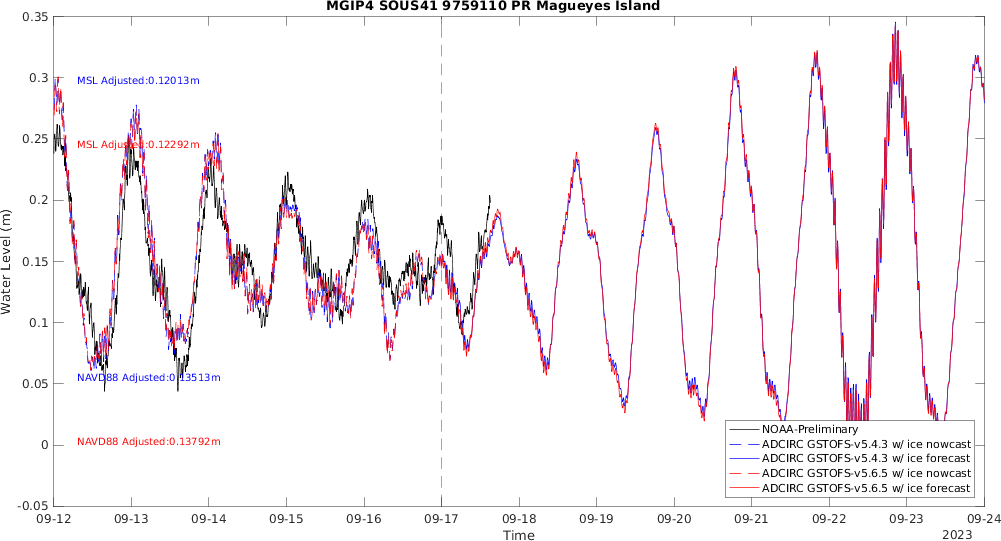 MGIP4 SOUS41 9759110 PR Magueyes Island
0.35
0.3
0.25
0.2
0.15
0.1
0.05
0
-0.05
Water Level (m)
MSL Adjusted:0.12013m
MSL Adjusted:0.12292m
NAVD88 Adjusted:0.13513m
NAVD88 Adjusted:0.13792m
NOAA-Preliminary
ADCIRC GSTOFS-v5.4.3 w/ ice nowcast
ADCIRC GSTOFS-v5.4.3 w/ ice forecast
ADCIRC GSTOFS-v5.6.5 w/ ice nowcast
ADCIRC GSTOFS-v5.6.5 w/ ice forecast
09-12 09-13 09-14 09-15 09-16 09-17 09-18 09-19 09-20 09-21 09-22 09-23 09-24
Time
2023